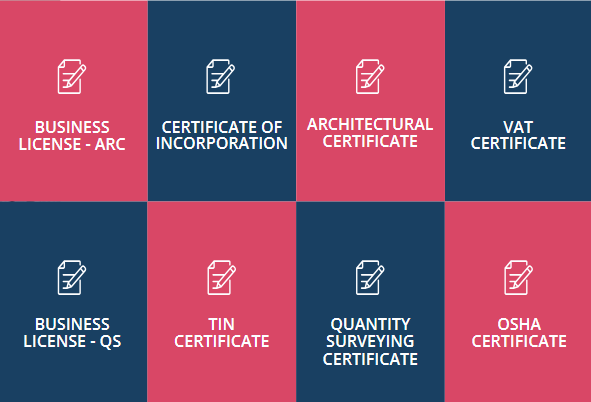 BUSINESS
LICENSE - ARC
CERTIFICATE OF
INCORPORATION
ARCHITECTURAL
CERTIFICATE
VAT
CERTIFICATE
BUSINESS
LICENSE - QS
TIN
CERTIFICATE
QUANTITY
SURVEYING
CERTIFICATE
OSHA
CERTIFICATE